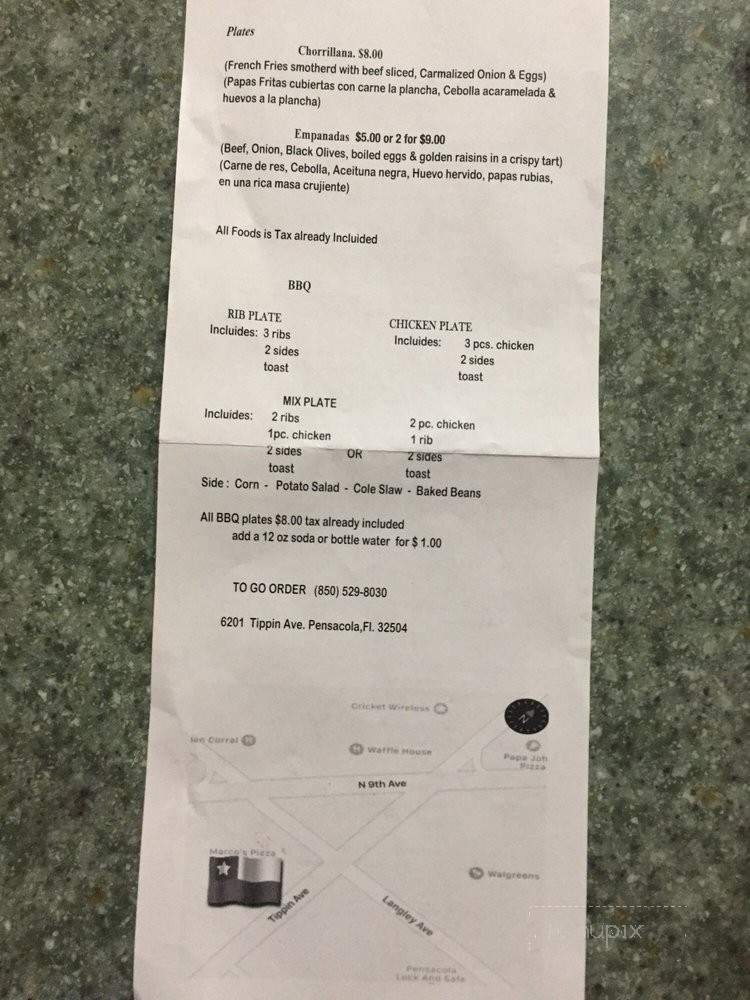 Plates
Chorrillana. $8.00
(French Fries smotherd with beef sliced, Carmalized Onion & Eggs)
(Papas Fritas cubiertas con carne la plancha, Cebolla acaramelada &
huevos a la plancha)
Empanadas $5.00 or 2 for $9.00
(Beef, Onion, Black Olives, boiled eggs & golden raisins in a crispy tart)
(Carne de res, Cebolla, Aceituna negra, Huevo hervido, papas rubias,
en una rica masa crujiente)
All Foods is Tax already Incluided
BBQ
RIB PLATE CHICKEN PLATE
Incluides: 3 ribs Incluides: 3 pcs. chicken
2 sides 2 sides
toast toast
MIX PLATE
Incluides: 2 ribs 2 pc. chicken
1pc. chicken 1 rib
2 sides OR 2 sides
toast toast
Side : Corn - Potato Salad - Cole Slaw - Baked Beans
All BBQ plates $8.00 tax already included
add a 12 oz soda or bottle water for $ 1.00
TO GO ORDER (850) 529-8030
6201 Tippin Ave. Pensacola,Fl. 32504
Cricket Wireless
Corral
Waffle House
Papa Joh
Pizza
N
N 9th Ave
Marco's Pizza
Walgreens
Tippin Ave
Langley Ave
Pensacola
Lock And Safe